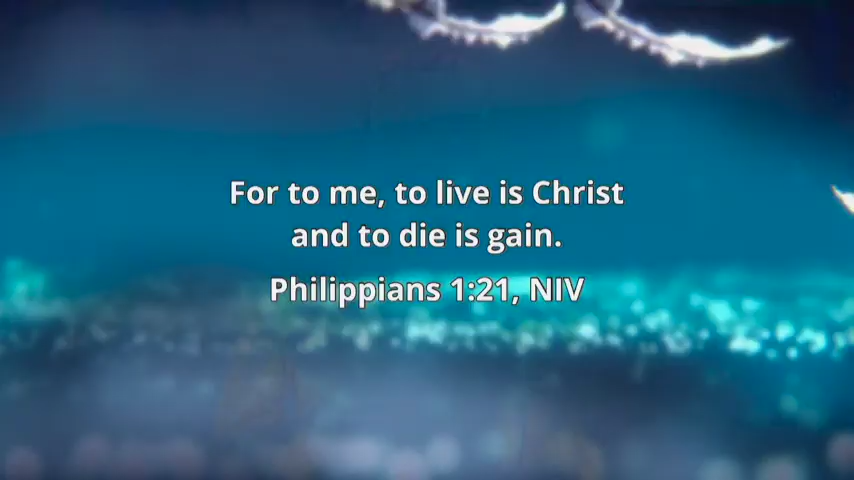 For to me, to live is Christ
and to die is gain.
Philippians 1:21, NIV